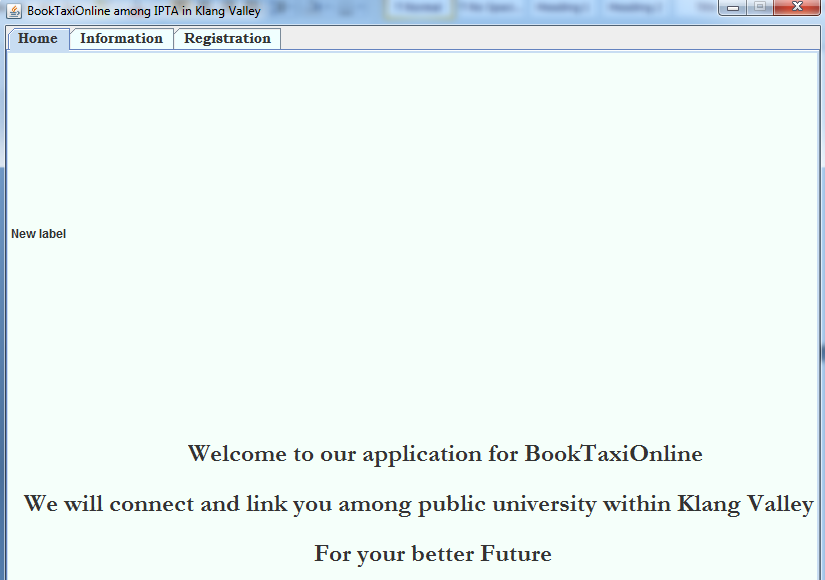 BookTaxiOnline among IPTA in Klang Valley
Home Information Registration
New label
Welcome to our application for BookTaxiOnline
We will connect and link you among public university within Klang Valley
For your better Future